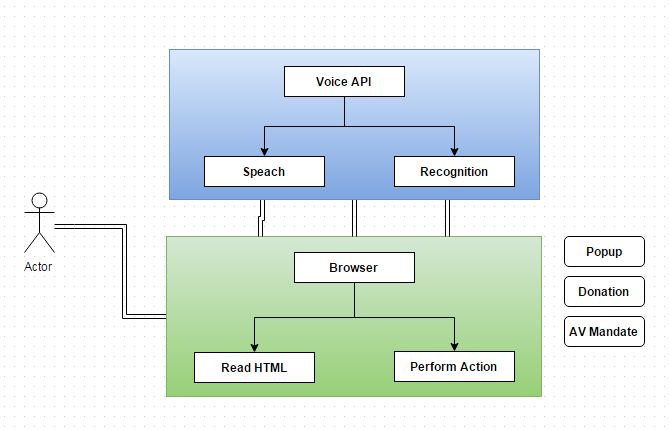 Voice API
Speach
Recognition
Actor
Browser
Read HTML
Perform Action
Popup
Donation
AV Mandate